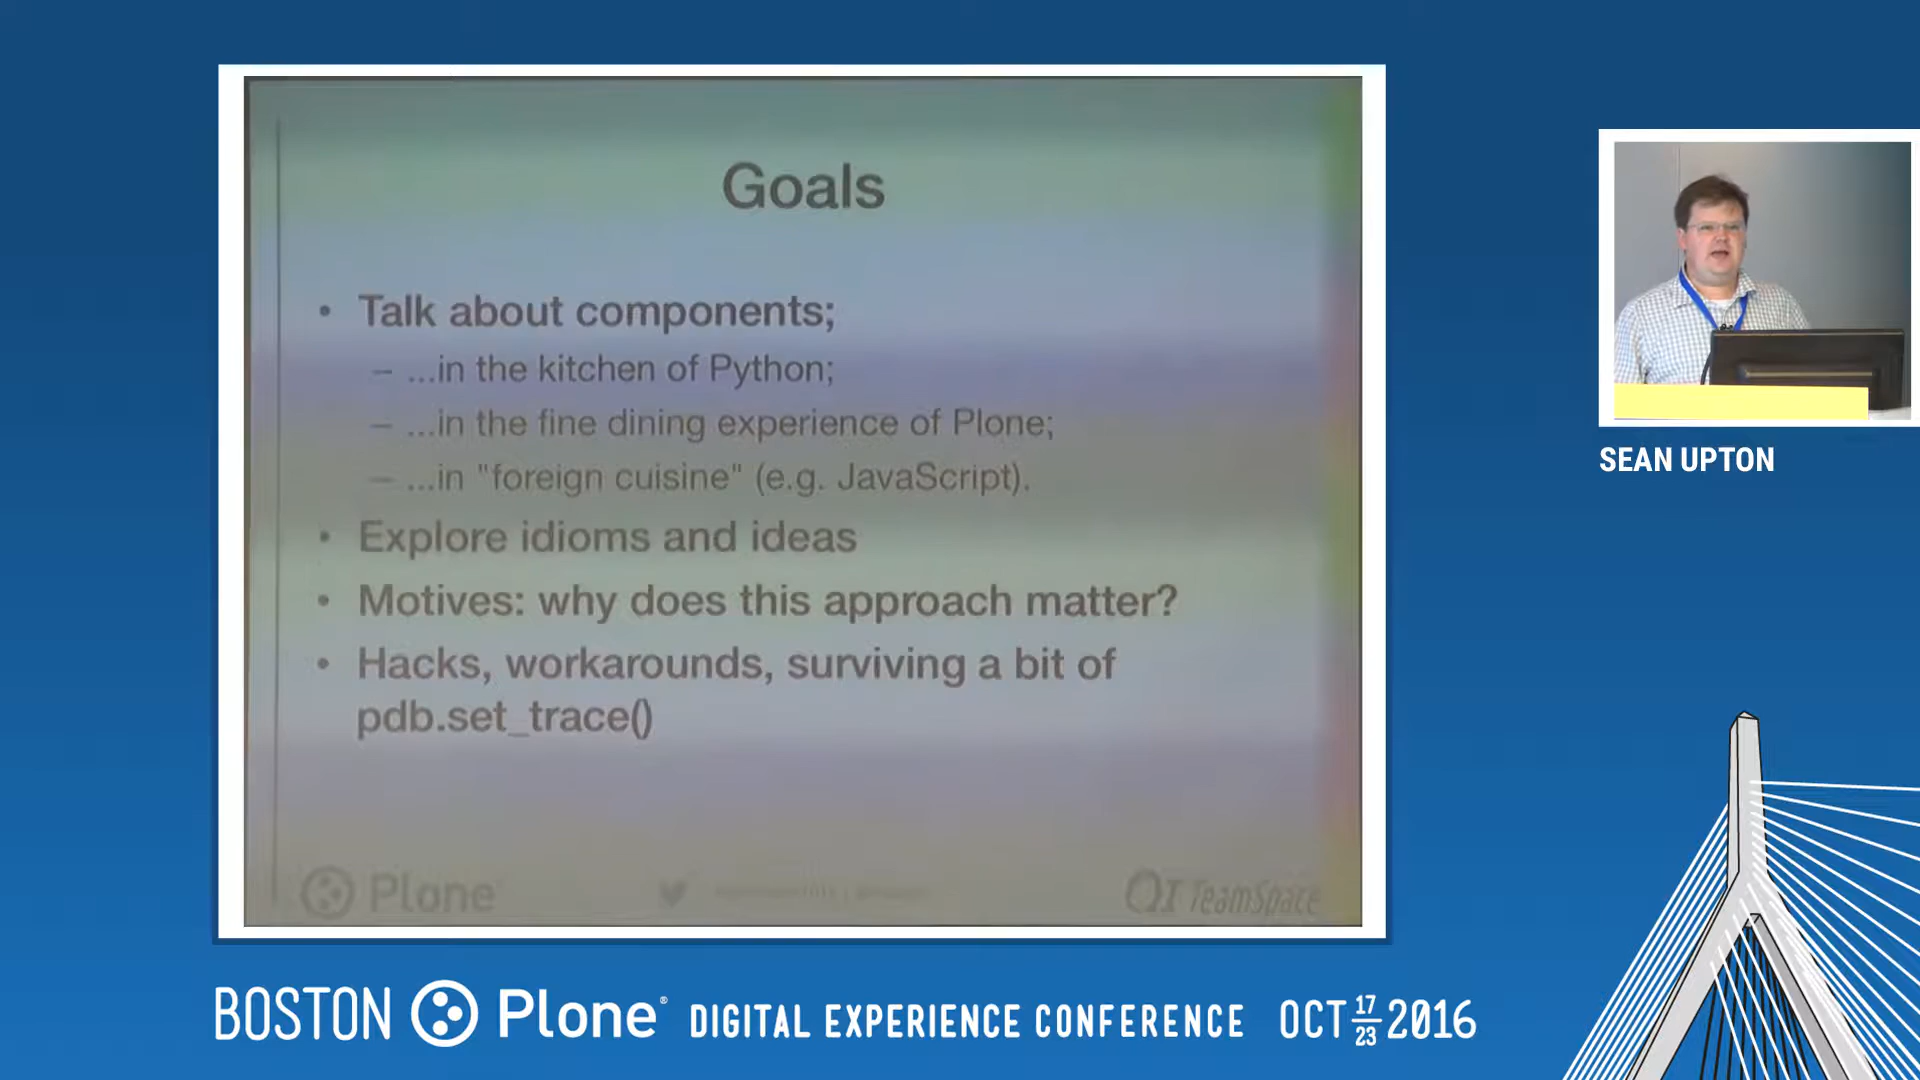 Goals
• Talk about components;
– ...in the kitchen of Python;
– ...in the fine dining experience of Plone;
– ...in "foreign cuisine" (e.g. JavaScript).
• Explore idioms and ideas
• Motives: why does this approach matter?
• Hacks, workarounds, surviving a bit of
pdb.set_trace()
Plone
QI TeamSpace
SEAN UPTON
BOSTON Plone® DIGITAL EXPERIENCE CONFERENCE OCT 17 23 2016